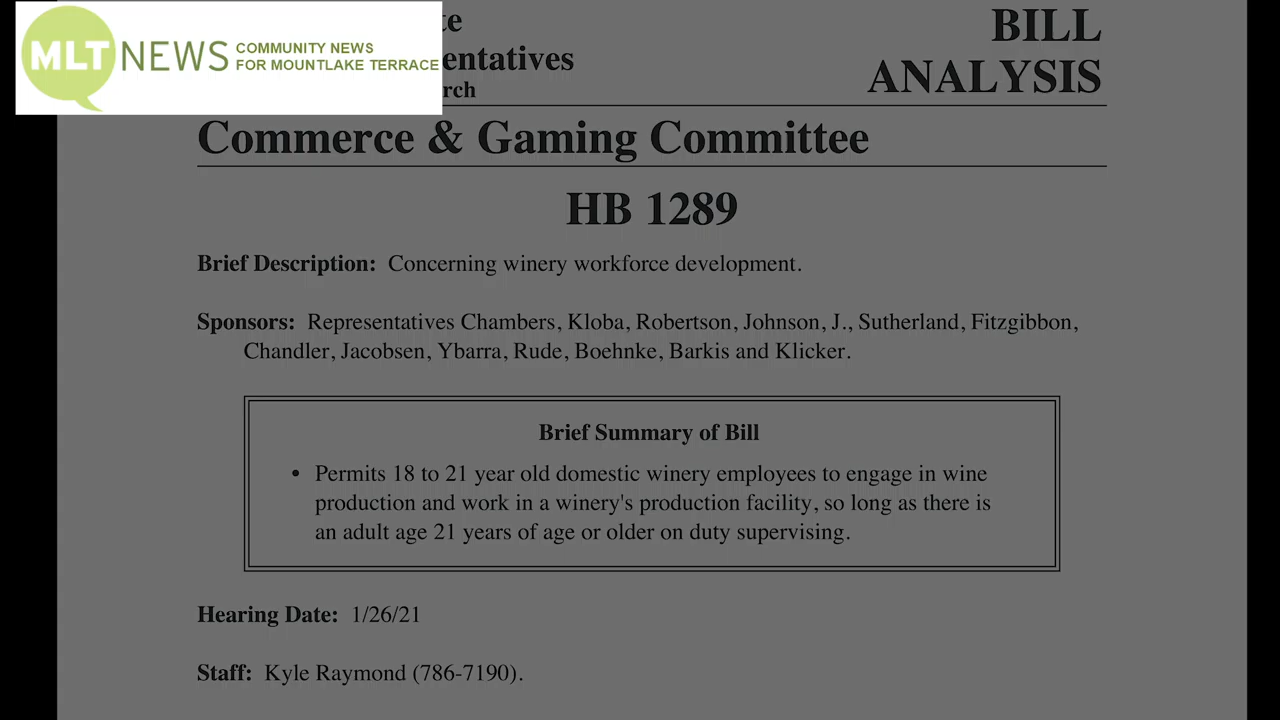 MLT NEWS COMMUNITY NEWS
FOR MOUNTLAKE TERRACE
te
entatives
rch
BILL
ANALYSIS
Commerce & Gaming Committee
HB 1289
Brief Description: Concerning winery workforce development.
Sponsors: Representatives Chambers, Kloba, Robertson, Johnson, J., Sutherland, Fitzgibbon,
Chandler, Jacobsen, Ybarra, Rude, Boehnke, Barkis and Klicker.
Brief Summary of Bill
• Permits 18 to 21 year old domestic winery employees to engage in wine
production and work in a winery's production facility, so long as there is
an adult age 21 years of age or older on duty supervising.
Hearing Date: 1/26/21
Staff: Kyle Raymond (786-7190).